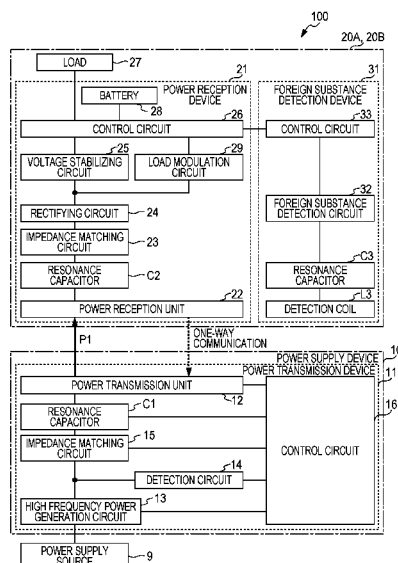 100
20A, 20B
LOAD
27
21
31
BATTERY
28
POWER RECEPTION
DEVICE
FOREIGN SUBSTANCE
DETECTION DEVICE
26
33
CONTROL CIRCUIT
CONTROL CIRCUIT
25
29
VOLTAGE STABILIZING
CIRCUIT
LOAD MODULATION
CIRCUIT
32
RECTIFYING CIRCUIT
24
FOREIGN SUBSTANCE
DETECTION CIRCUIT
IMPEDANCE MATCHING
CIRCUIT
23
RESONANCE
CAPACITOR
C2
C3
RESONANCE
CAPACITOR
POWER RECEPTION UNIT
22
L3
DETECTION COIL
P1
ONE-WAY
COMMUNICATION
10
POWER SUPPLY DEVICE
POWER TRANSMISSION DEVICE
11
POWER TRANSMISSION UNIT
16
12
RESONANCE
CAPACITOR
C1
IMPEDANCE MATCHING
CIRCUIT
15
CONTROL CIRCUIT
14
DETECTION CIRCUIT
13
HIGH FREQUENCY POWER
GENERATION CIRCUIT
POWER SUPPLY
SOURCE
9